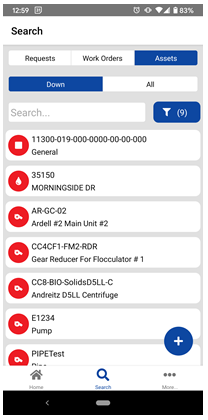 12:59
83%
Search
Requests
Work Orders
Assets
Down
All
Search...
(9)
11300-019-000-0000-00-00-000
General
35150
MORNINGSIDE DR
AR-GC-02
Ardell #2 Main Unit #2
CC4CF1-FM2-RDR
Gear Reducer For Flocculator # 1
CC8-BIO-SolidsD5LL-C
Andreitz D5LL Centrifuge
E1234
Pump
PIPETest
Home
Search
More...